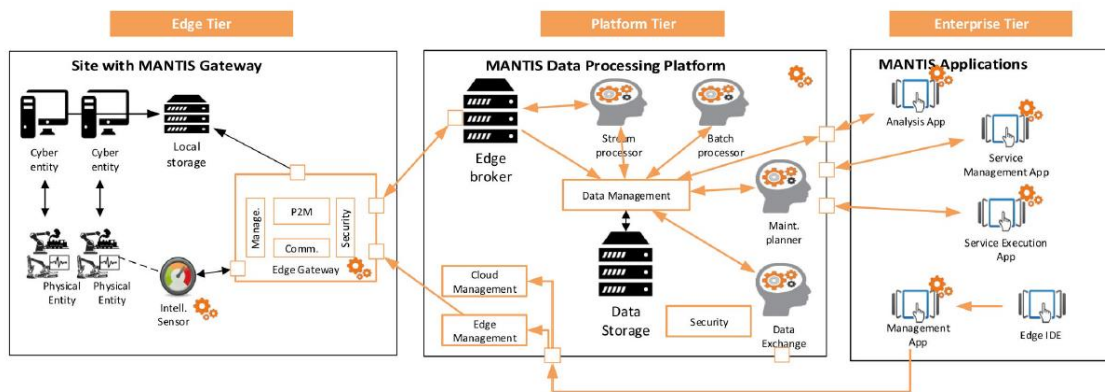 Edge Tier
Platform Tier
Enterprise Tier
Site with MANTIS Gateway
Cyber
entity
Cyber
entity
Local
storage
Manage.
P2M
Comm.
Security
Edge Gateway
Physical
Entity
Physical
Entity
Intell.
Sensor
MANTIS Data Processing Platform
Edge
broker
Stream
processor
Batch
processor
Data Management
Maint.
planner
Data
Storage
Cloud
Management
Edge
Management
Security
Data
Exchange
MANTIS Applications
Analysis App
Service
Management App
Service Execution
App
Management
App
Edge IDE